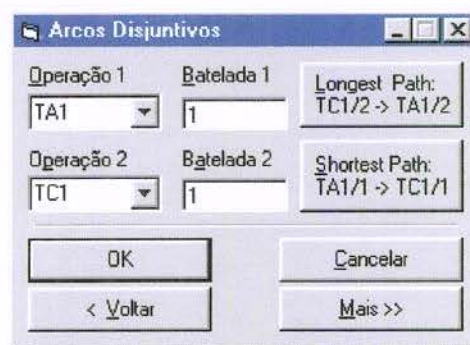 Arcos Disjuntivos
Operação 1
Batelada 1
TA1
1
Longest Path:
TC1/2 -> TA1/2
Operação 2
Batelada 2
TC1
1
Shortest Path:
TA1/1 -> TC1/1
OK
Cancelar
< Voltar
Mais >>